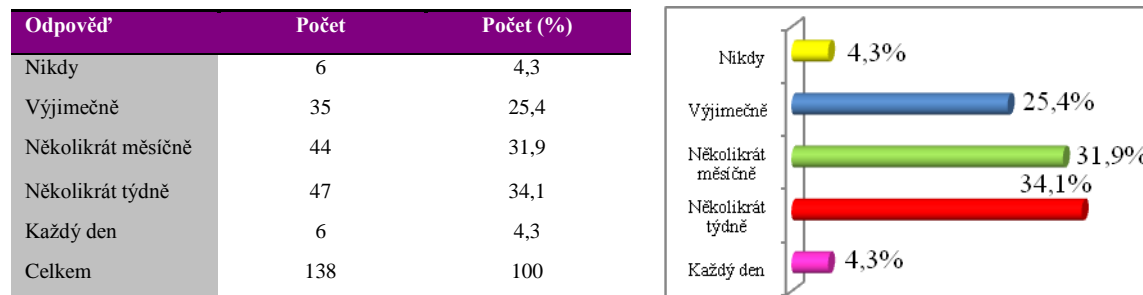 Odpověď Počet Počet (%)
Nikdy 6 4,3
Výjimečně 35 25,4
Několikrát měsíčně 44 31,9
Několikrát týdně 47 34,1
Každý den 6 4,3
Celkem 138 100
Nikdy 4,3%
Výjimečně 25,4%
Několikrát
měsíčně 31,9%
34,1%
Několikrát
týdně
Každý den 4,3%